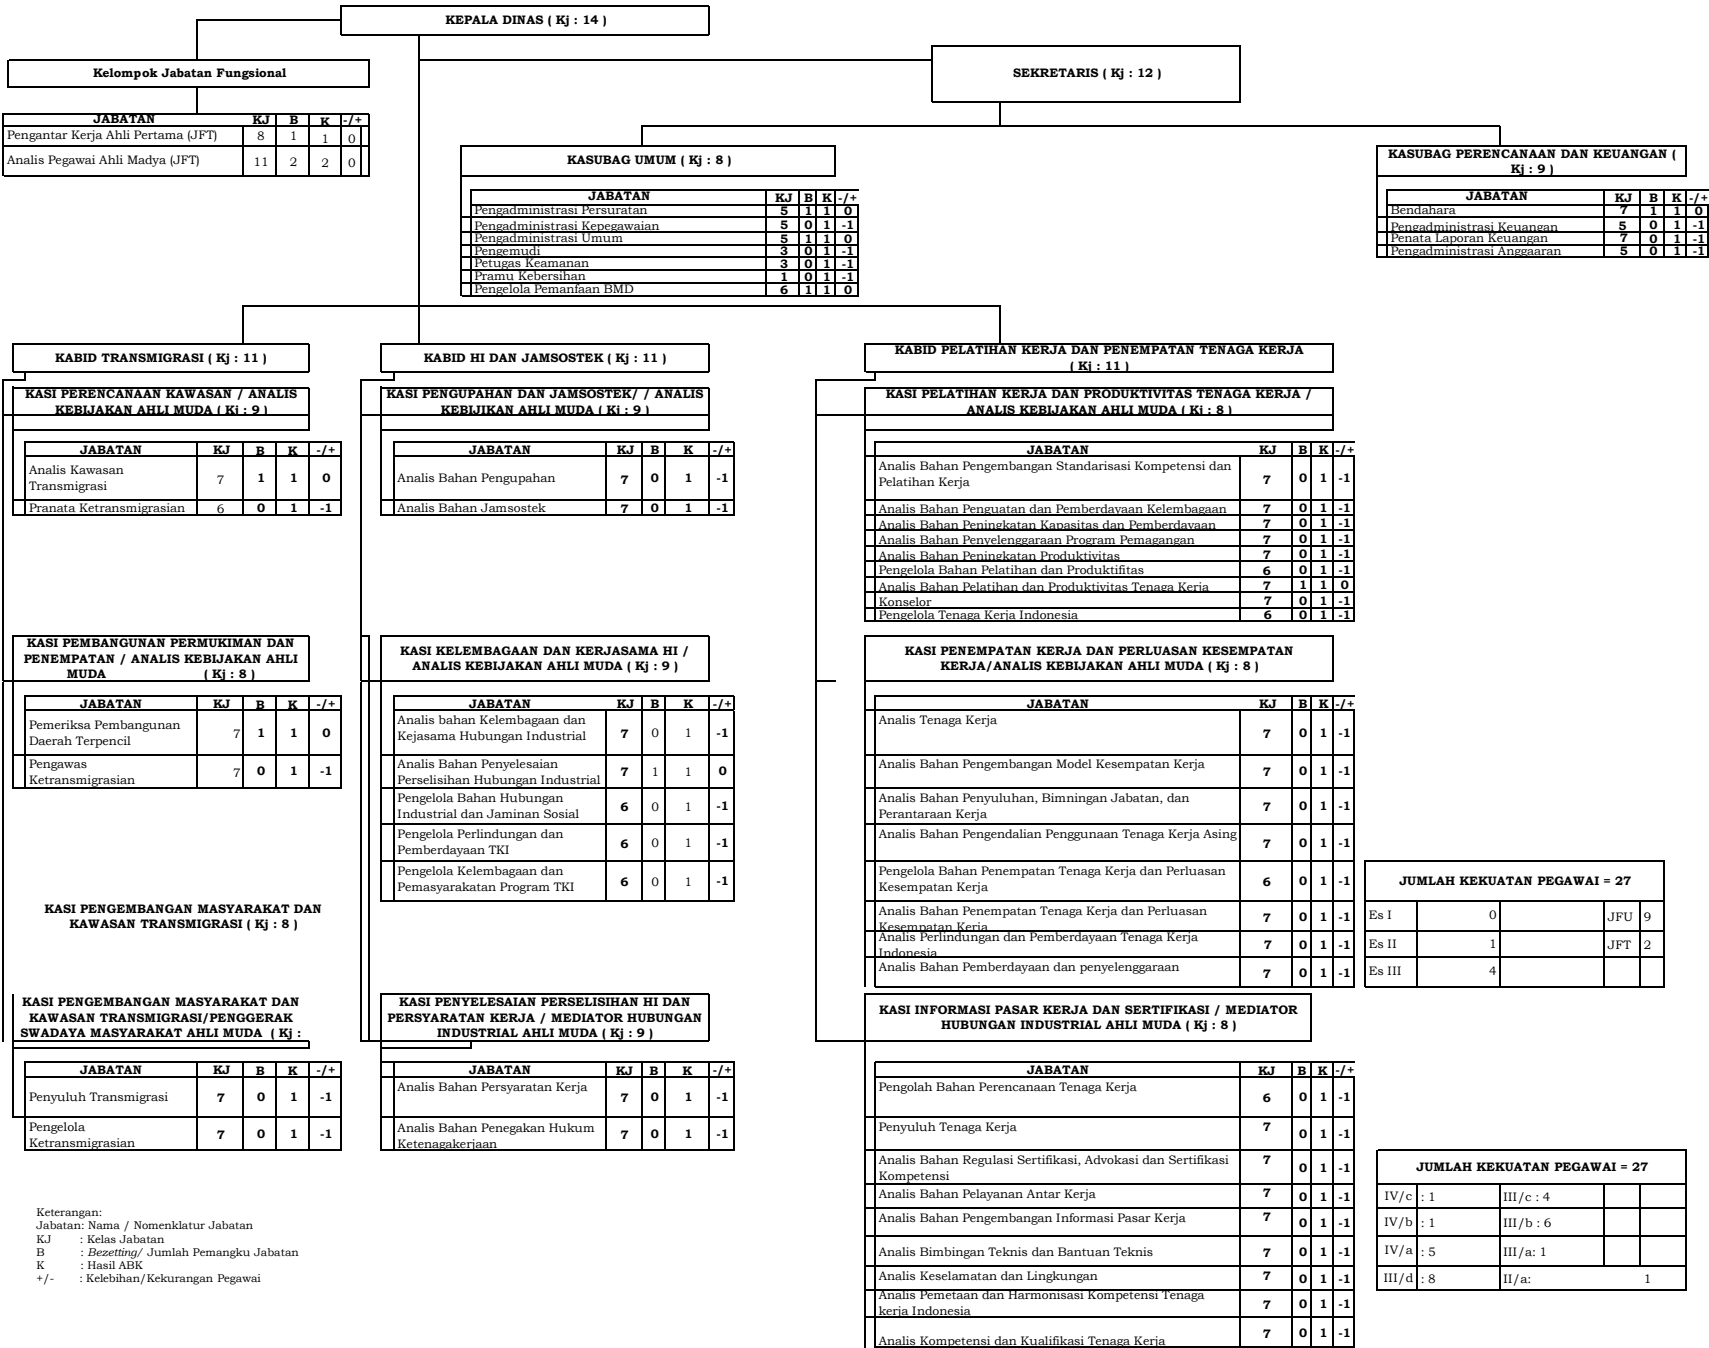 KEPALA DINAS ( Kj : 14 )
Kelompok Jabatan Fungsional
SEKRETARIS ( Kj : 12 )
JABATAN KJ B K -/+
Pengantar Kerja Ahli Pertama (JFT) 8 1 1 0
Analis Pegawai Ahli Madya (JFT) 11 2 2 0
KASUBAG UMUM ( Kj : 8 )
JABATAN KJ B K -/+
Pengadministrasi Persuratan 5 1 1 0
Pengadministrasi Kepegawaian 5 0 1 -1
Pengadministrasi Umum 5 1 1 0
Pengemudi 3 0 1 -1
Petugas Keamanan 3 0 1 -1
Pramu Kebersihan 1 0 1 -1
Pengelola Pemanfaan BMD 6 1 1 0
KASUBAG PERENCANAAN DAN KEUANGAN (
Kj : 9 )
JABATAN KJ B K -/+
Bendahara 7 1 1 0
Pengadministrasi Keuangan 5 0 1 -1
Penata Laporan Keuangan 7 0 1 -1
Pengadministrasi Anggaaran 5 0 1 -1
KABID TRANSMIGRASI ( Kj : 11 )
KASI PERENCANAAN KAWASAN / ANALIS
KEBIJAKAN AHLI MUDA ( Kj : 9 )
JABATAN KJ B K -/+
Analis Kawasan
Transmigrasi 7 1 1 0
Pranata Ketransmigrasian 6 0 1 -1
KASI PEMBANGUNAN PERMUKIMAN DAN
PENEMPATAN / ANALIS KEBIJAKAN AHLI
MUDA ( Kj : 8 )
JABATAN KJ B K -/+
Pemeriksa Pembangunan
Daerah Terpencil 7 1 1 0
Pengawas
Ketransmigrasian 7 0 1 -1
KASI PENGEMBANGAN MASYARAKAT DAN
KAWASAN TRANSMIGRASI ( Kj : 8 )
KASI PENGEMBANGAN MASYARAKAT DAN
KAWASAN TRANSMIGRASI/PENGGERAK
SWADAYA MASYARAKAT AHLI MUDA ( Kj :
JABATAN KJ B K -/+
Penyuluh Transmigrasi 7 0 1 -1
Pengelola
Ketransmigrasian 7 0 1 -1
KABID HI DAN JAMSOSTEK ( Kj : 11 )
KASI PENGUPAHAN DAN JAMSOSTEK/ / ANALIS
KEBIJIKAN AHLI MUDA ( Kj : 9 )
JABATAN KJ B K -/+
Analis Bahan Pengupahan 7 0 1 -1
Analis Bahan Jamsostek 7 0 1 -1
KASI KELEMBAGAAN DAN KERJASAMA HI /
ANALIS KEBIJAKAN AHLI MUDA ( Kj : 9 )
JABATAN KJ B K -/+
Analis bahan Kelembagaan dan
Kejasama Hubungan Industrial 7 0 1 -1
Analis Bahan Penyelesaian
Perselisihan Hubungan Industrial 7 1 1 0
Pengelola Bahan Hubungan
Industrial dan Jaminan Sosial 6 0 1 -1
Pengelola Perlindungan dan
Pemberdayaan TKI 6 0 1 -1
Pengelola Kelembagaan dan
Pemasyarakatan Program TKI 6 0 1 -1
KASI PENYELESAIAN PERSELISIHAN HI DAN
PERSYARATAN KERJA / MEDIATOR HUBUNGAN
INDUSTRIAL AHLI MUDA ( Kj : 9 )
JABATAN KJ B K -/+
Analis Bahan Persyaratan Kerja 7 0 1 -1
Analis Bahan Penegakan Hukum
Ketenagakerjaan 7 0 1 -1
KABID PELATIHAN KERJA DAN PENEMPATAN TENAGA KERJA
( Kj : 11 )
KASI PELATIHAN KERJA DAN PRODUKTIVITAS TENAGA KERJA /
ANALIS KEBIJAKAN AHLI MUDA ( Kj : 8 )
JABATAN KJ B K -/+
Analis Bahan Pengembangan Standarisasi Kompetensi dan
Pelatihan Kerja 7 0 1 -1
Analis Bahan Penguatan dan Pemberdayaan Kelembagaan 7 0 1 -1
Analis Bahan Peningkatan Kapasitas dan Pemberdayaan 7 0 1 -1
Analis Bahan Penyelenggaraan Program Pemagangan 7 0 1 -1
Analis Bahan Peningkatan Produktivitas 7 0 1 -1
Pengelola Bahan Pelatihan dan Produktifitas 6 0 1 -1
Analis Bahan Pelatihan dan Produktivitas Tenaga Kerja 7 1 1 0
Konselor 7 0 1 -1
Pengelola Tenaga Kerja Indonesia 6 0 1 -1
KASI PENEMPATAN KERJA DAN PERLUASAN KESEMPATAN
KERJA/ANALIS KEBIJAKAN AHLI MUDA ( Kj : 8 )
JABATAN KJ B K -/+
Analis Tenaga Kerja 7 0 1 -1
Analis Bahan Pengembangan Model Kesempatan Kerja 7 0 1 -1
Analis Bahan Penyuluhan, Bimningan Jabatan, dan
Perantaraan Kerja 7 0 1 -1
Analis Bahan Pengendalian Penggunaan Tenaga Kerja Asing 7 0 1 -1
Pengelola Bahan Penempatan Tenaga Kerja dan Perluasan
Kesempatan Kerja 6 0 1 -1
Analis Bahan Penempatan Tenaga Kerja dan Perluasan
Kesempatan Kerja 7 0 1 -1
Analis Perlindungan dan Pemberdayaan Tenaga Kerja
Indonesia 7 0 1 -1
Analis Bahan Pemberdayaan dan penyelenggaraan 7 0 1 -1
KASI INFORMASI PASAR KERJA DAN SERTIFIKASI / MEDIATOR
HUBUNGAN INDUSTRIAL AHLI MUDA ( Kj : 8 )
JABATAN KJ B K -/+
Pengolah Bahan Perencanaan Tenaga Kerja 6 0 1 -1
Penyuluh Tenaga Kerja 7 0 1 -1
Analis Bahan Regulasi Sertifikasi, Advokasi dan Sertifikasi
Kompetensi 7 0 1 -1
Analis Bahan Pelayanan Antar Kerja 7 0 1 -1
Analis Bahan Pengembangan Informasi Pasar Kerja 7 0 1 -1
Analis Bimbingan Teknis dan Bantuan Teknis 7 0 1 -1
Analis Keselamatan dan Lingkungan 7 0 1 -1
Analis Pemetaan dan Harmonisasi Kompetensi Tenaga
kerja Indonesia 7 0 1 -1
Analis Kompetensi dan Kualifikasi Tenaga Kerja 7 0 1 -1
JUMLAH KEKUATAN PEGAWAI = 27
Es I 0 JFU 9
Es II 1 JFT 2
Es III 4
JUMLAH KEKUATAN PEGAWAI = 27
IV/c : 1 III/c : 4
IV/b : 1 III/b : 6
IV/a : 5 III/a: 1
III/d : 8 II/a: 1
Keterangan:
Jabatan: Nama / Nomenklatur Jabatan
KJ : Kelas Jabatan
B : Bezetting/ Jumlah Pemangku Jabatan
K : Hasil ABK
+/- : Kelebihan/Kekurangan Pegawai